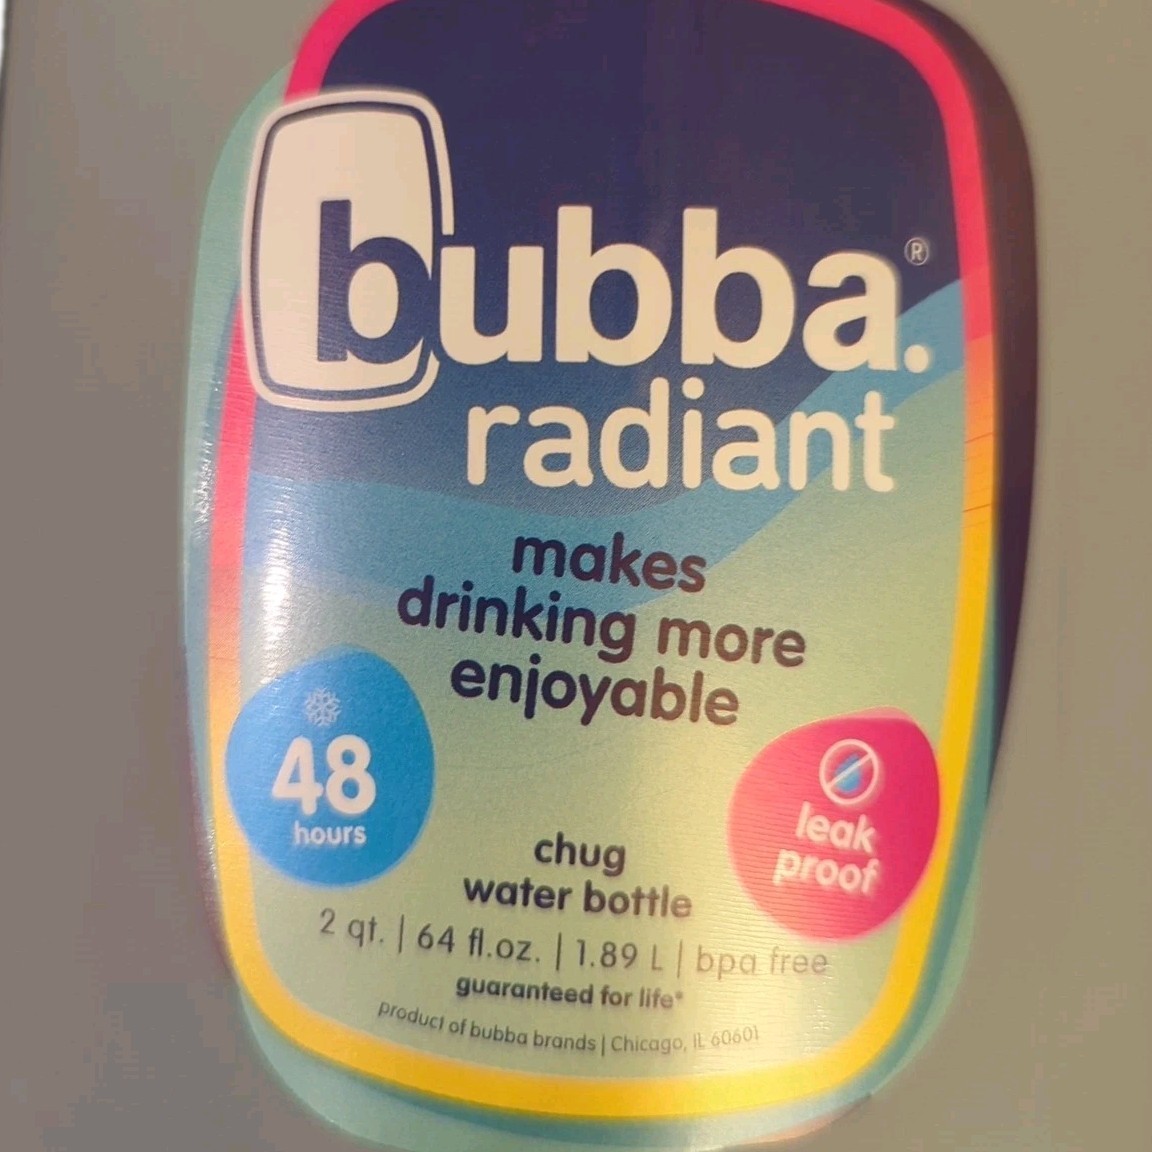 bubba.®
radiant
makes
drinking more
enjoyable
48
hours
leak
proof
chug
water bottle
2 qt. | 64 fl.oz. | 1.89 L | bpa free
guaranteed for life*
product of bubba brands | Chicago, IL 60601